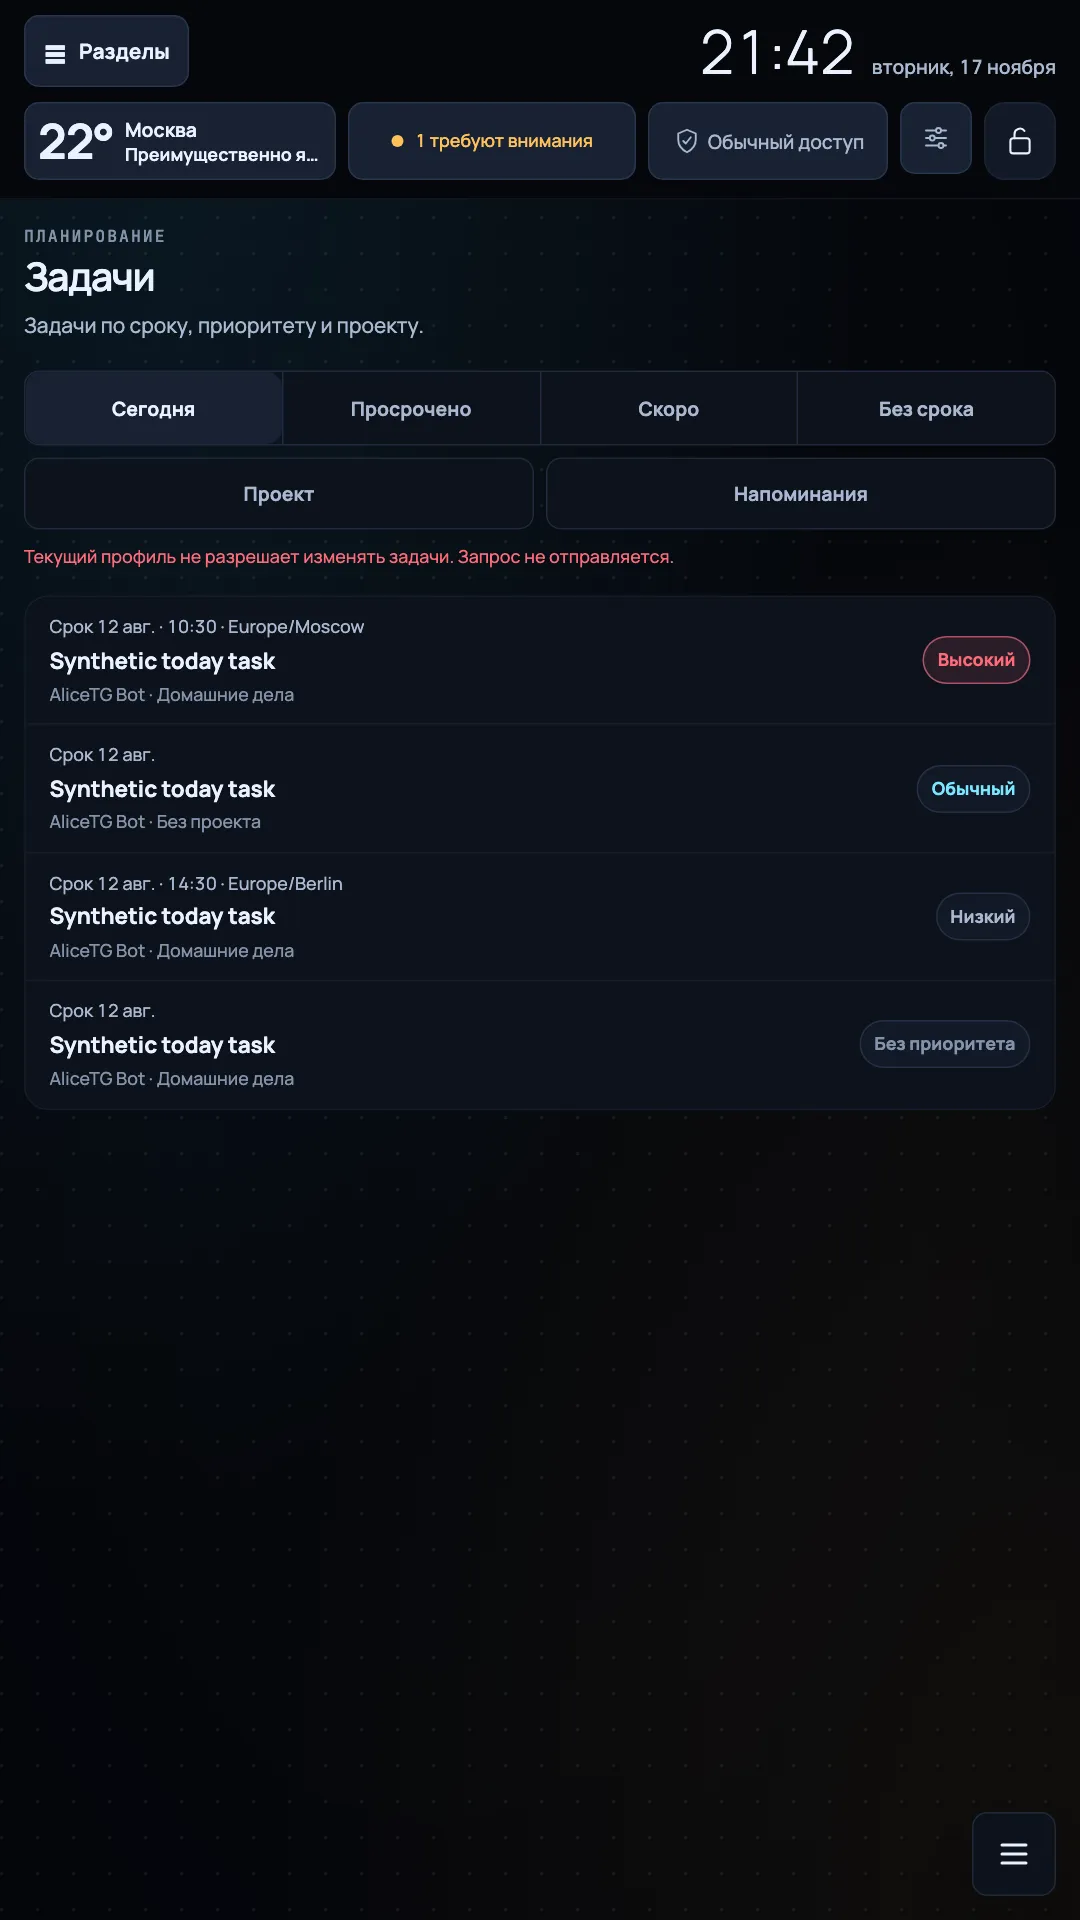 Разделы
21:42 вторник, 17 ноября
22° Москва
Преимущественно я...
1 требуют внимания
Обычный доступ
ПЛАНИРОВАНИЕ
Задачи
Задачи по сроку, приоритету и проекту.
Сегодня
Просрочено
Скоро
Без срока
Проект
Напоминания
Текущий профиль не разрешает изменять задачи. Запрос не отправляется.
Срок 12 авг. · 10:30 · Europe/Moscow
Synthetic today task
AliceTG Bot · Домашние дела
Высокий
Срок 12 авг.
Synthetic today task
AliceTG Bot · Без проекта
Обычный
Срок 12 авг. · 14:30 · Europe/Berlin
Synthetic today task
AliceTG Bot · Домашние дела
Низкий
Срок 12 авг.
Synthetic today task
AliceTG Bot · Домашние дела
Без приоритета